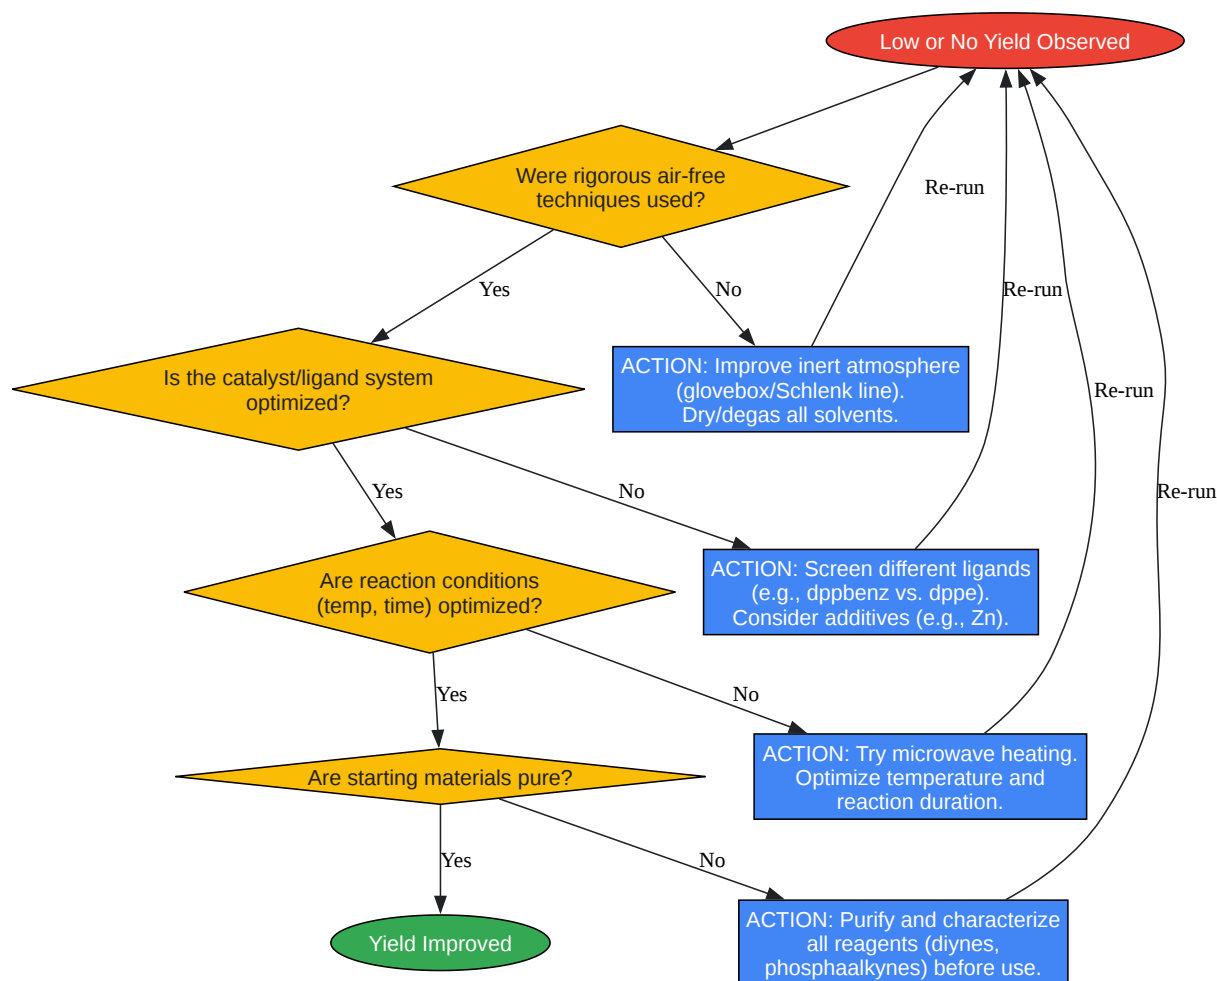 Low or No Yield Observed
Were rigorous air-free
techniques used?
Re-run
Yes
No
Re-run
Is the catalyst/ligand system
optimized?
ACTION: Improve inert atmosphere
(glovebox/Schlenk line).
Dry/degas all solvents.
Re-run
Yes
No
Re-run
Are reaction conditions
(temp, time) optimized?
ACTION: Screen different ligands
(e.g., dppbenz vs. dppe).
Consider additives (e.g., Zn).
Yes
No
Are starting materials pure?
ACTION: Try microwave heating.
Optimize temperature and
reaction duration.
Yes
No
Yield Improved
ACTION: Purify and characterize
all reagents (diynes,
phosphaalkynes) before use.